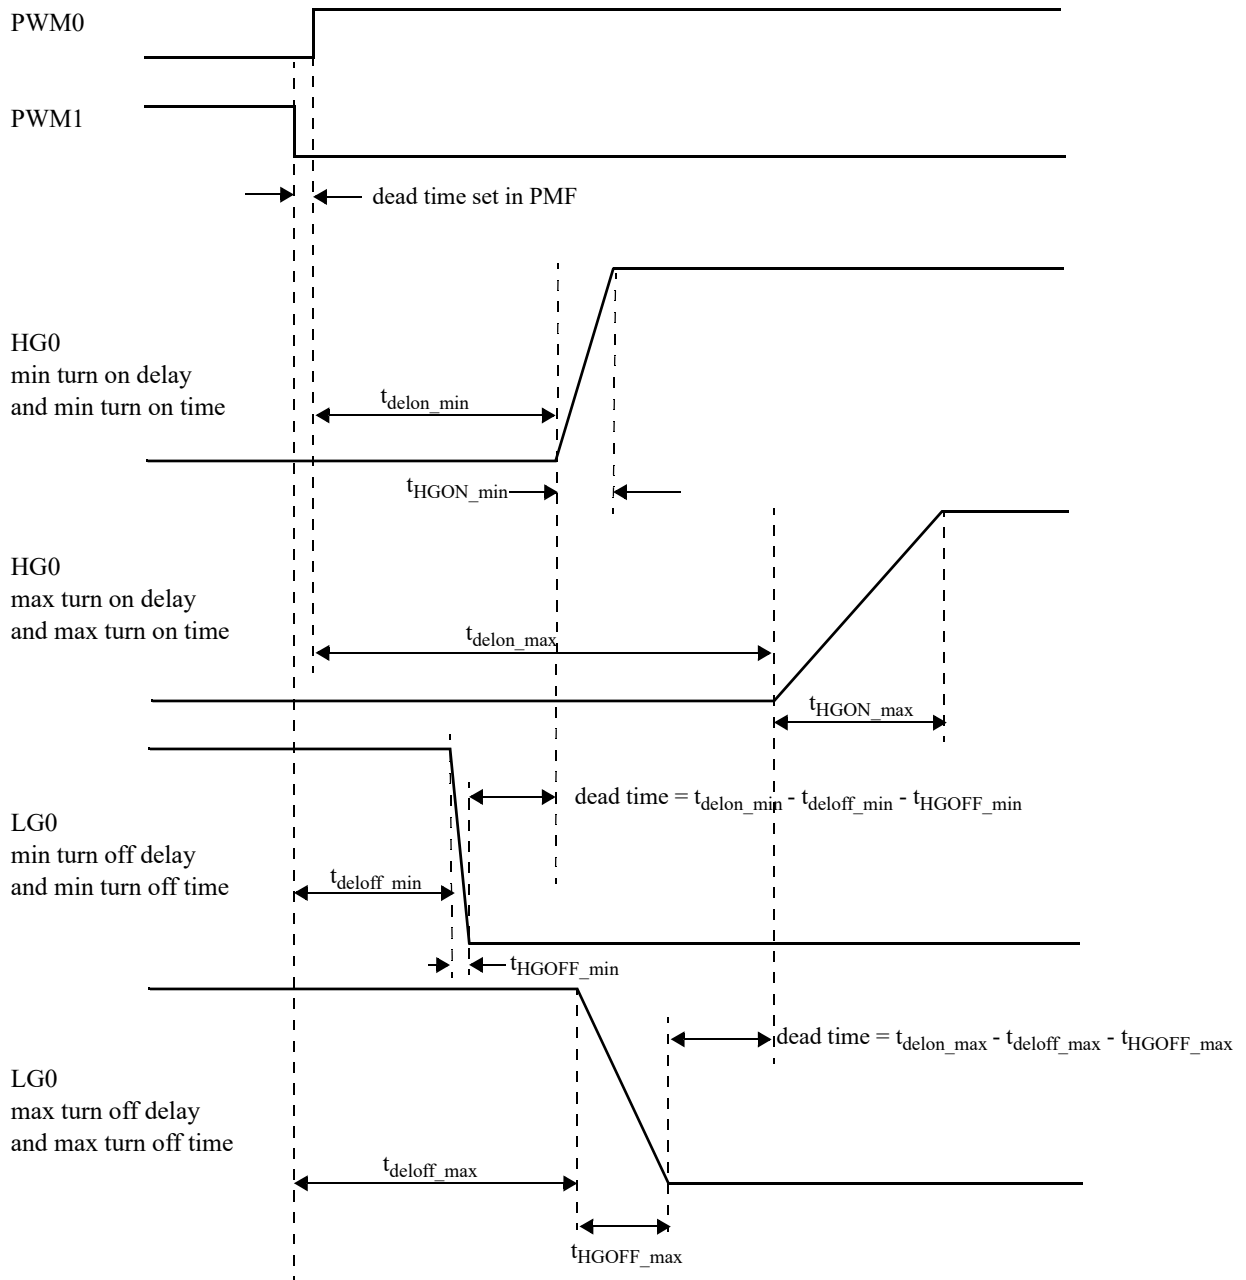 PWM0
PWM1
dead time set in PMF
HG0
min turn on delay
and min turn on time
tdelon_min
tHGON_min
HG0
max turn on delay
and max turn on time
tdelon_max
tHGON_max
dead time = tdelon_min - tdeloff_min - tHGOFF_min
LG0
min turn off delay
and min turn off time
tdeloff_min
tHGOFF_min
dead time = tdelon_max - tdeloff_max - tHGOFF_max
LG0
max turn off delay
and max turn off time
tdeloff_max
tHGOFF_max